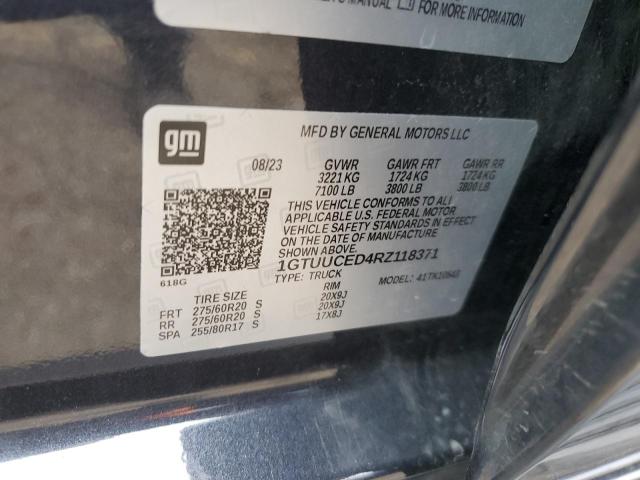 MANUAL FOR MORE INFORMATION
gm
MFD BY GENERAL MOTORS LLC
08/23 GVWR GAWR FRT GAWR RR
3221 KG 1724 KG 1724 KG
7100 LB 3800 LB 3800 LB
THIS VEHICLE CONFORMS TO ALL
APPLICABLE U.S. FEDERAL MOTOR
VEHICLE SAFETY STANDARDS IN EFFECT
ON THE DATE OF MANUFACTURE
SHOWN ABOVE.
1GTUUCED4RZ118371
618G
TYPE: TRUCK MODEL:
TIRE SIZE RIM
FRT 275/60R20 S 20X9J
RR 275/60R20 S 20X9J
SPA 255/80R17 S 17X8J